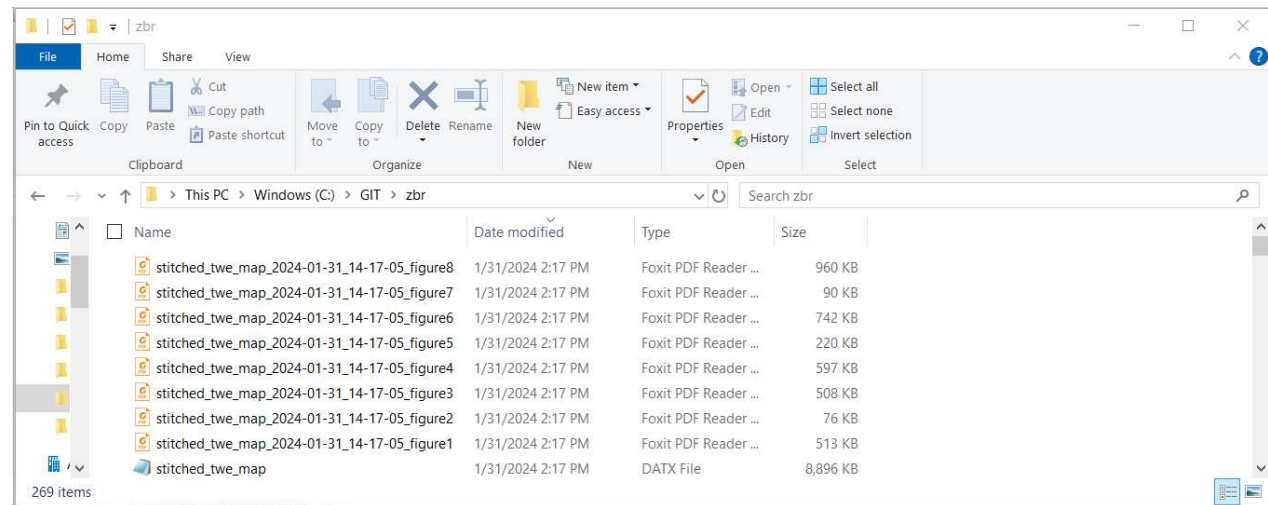 zbr
File Home Share View
Pin to Quick access
Copy
Paste
Cut
Copy path
Paste shortcut
Move to
Copy to
Delete
Rename
New folder
New item
Easy access
Properties
Open
Edit
History
Select all
Select none
Invert selection
Clipboard Organize New Open Select
This PC > Windows (C:) > GIT > zbr Search zbr
Name Date modified Type Size
stitched_twe_map_2024-01-31_14-17-05_figure8 1/31/2024 2:17 PM Foxit PDF Reader ... 960 KB
stitched_twe_map_2024-01-31_14-17-05_figure7 1/31/2024 2:17 PM Foxit PDF Reader ... 90 KB
stitched_twe_map_2024-01-31_14-17-05_figure6 1/31/2024 2:17 PM Foxit PDF Reader ... 742 KB
stitched_twe_map_2024-01-31_14-17-05_figure5 1/31/2024 2:17 PM Foxit PDF Reader ... 220 KB
stitched_twe_map_2024-01-31_14-17-05_figure4 1/31/2024 2:17 PM Foxit PDF Reader ... 597 KB
stitched_twe_map_2024-01-31_14-17-05_figure3 1/31/2024 2:17 PM Foxit PDF Reader ... 508 KB
stitched_twe_map_2024-01-31_14-17-05_figure2 1/31/2024 2:17 PM Foxit PDF Reader ... 76 KB
stitched_twe_map_2024-01-31_14-17-05_figure1 1/31/2024 2:17 PM Foxit PDF Reader ... 513 KB
stitched_twe_map 1/31/2024 2:17 PM DATX File 8,896 KB
269 items